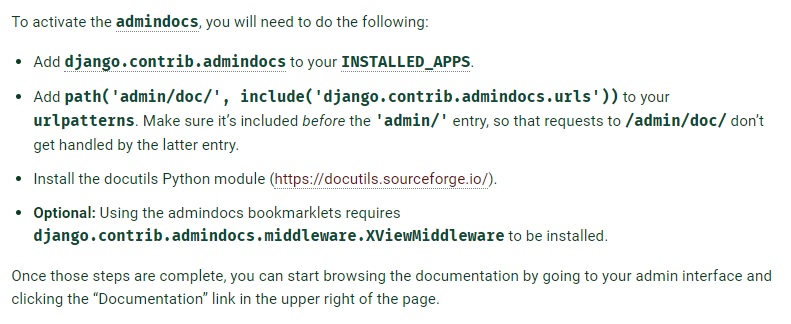 To activate the admindocs, you will need to do the following:
• Add django.contrib.admindocs to your INSTALLED_APPS.
• Add path('admin/doc/', include('django.contrib.admindocs.urls')) to your
urlpatterns. Make sure it’s included before the 'admin/' entry, so that requests to /admin/doc/ don’t
get handled by the latter entry.
• Install the docutils Python module (https://docutils.sourceforge.io/).
• Optional: Using the admindocs bookmarklets requires
django.contrib.admindocs.middleware.XViewMiddleware to be installed.
Once those steps are complete, you can start browsing the documentation by going to your admin interface and
clicking the “Documentation” link in the upper right of the page.